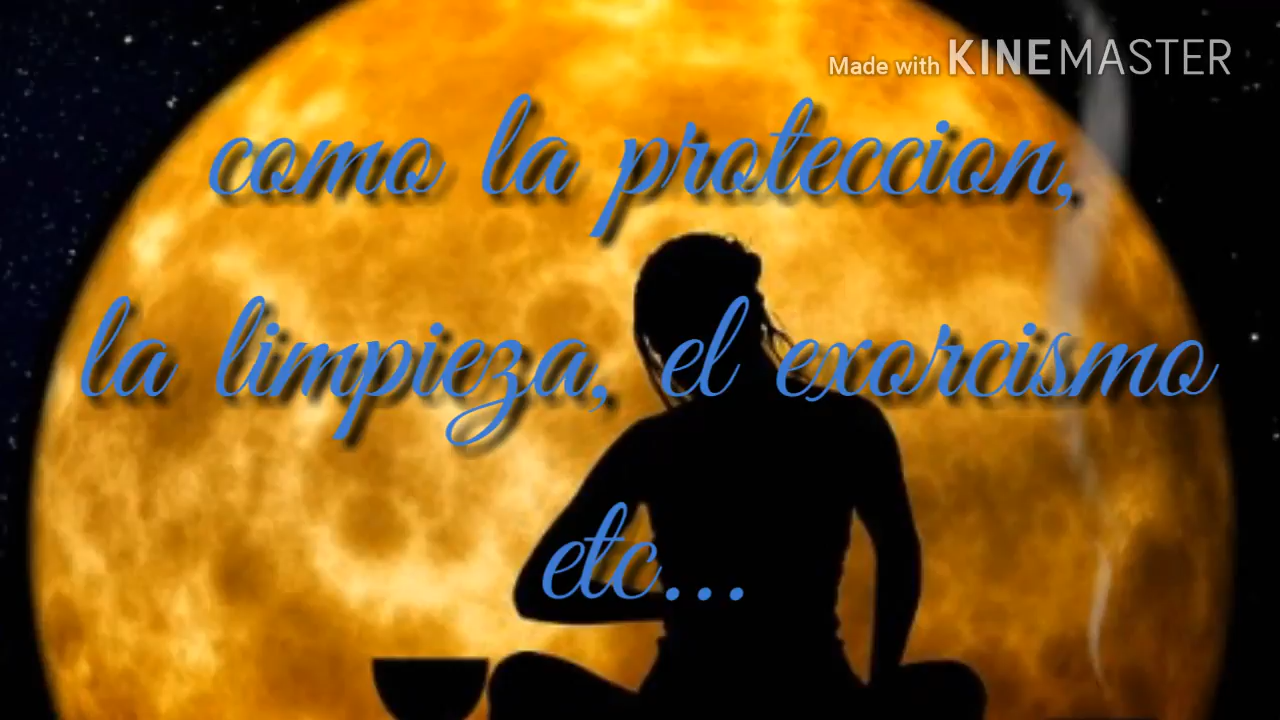 Made with KINEMASTER
como la proteccion,
la limpieza, el exorcismo
etc...